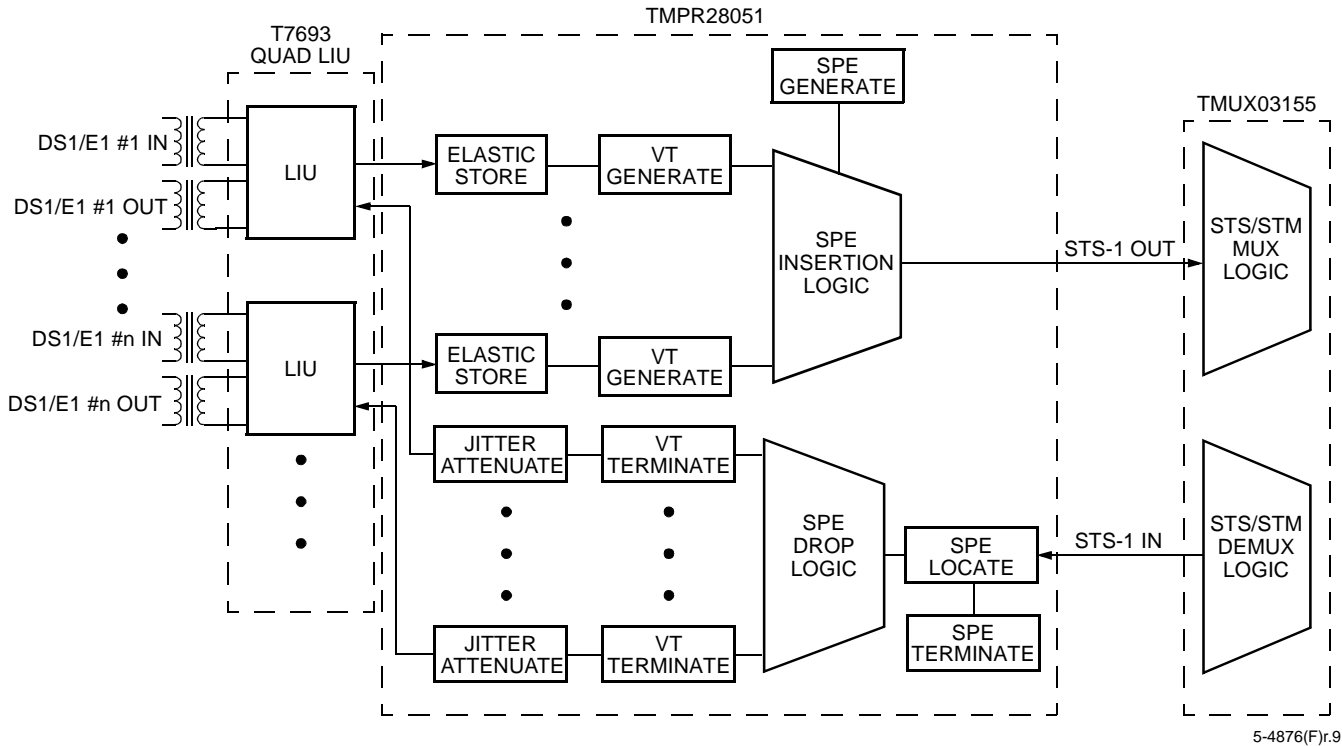 TMPR28051
T7693
QUAD LIU
SPE
GENERATE
TMUX03155
DS1/E1 #1 IN
LIU
ELASTIC
STORE
VT
GENERATE
DS1/E1 #1 OUT
SPE
INSERTION
LOGIC
STS-1 OUT
STS/STM
MUX
LOGIC
DS1/E1 #n IN
LIU
ELASTIC
STORE
VT
GENERATE
DS1/E1 #n OUT
JITTER
ATTENUATE
VT
TERMINATE
SPE
DROP
LOGIC
SPE
LOCATE
STS-1 IN
STS/STM
DEMUX
LOGIC
JITTER
ATTENUATE
VT
TERMINATE
SPE
TERMINATE
5-4876(F)r.9